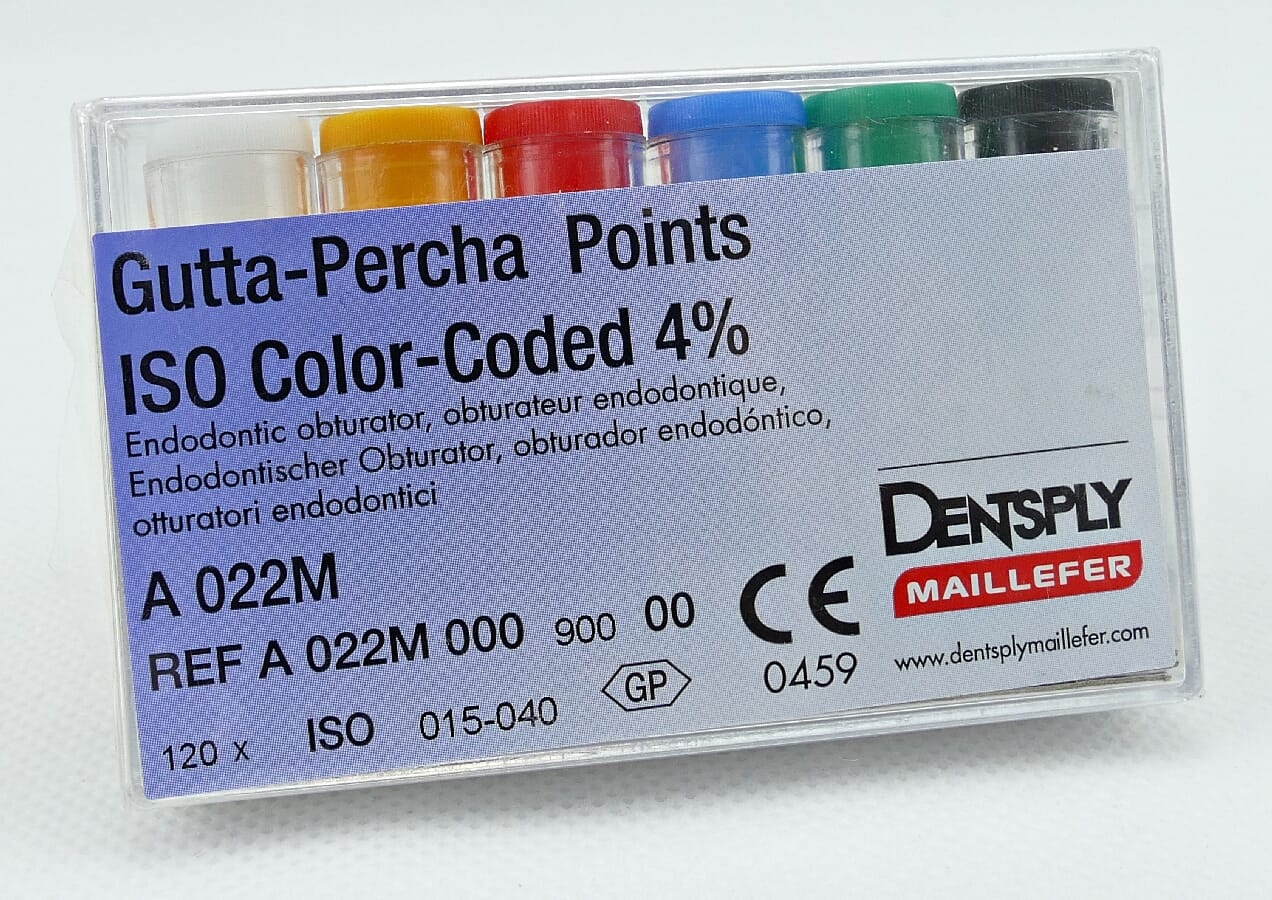 Gutta-Percha Points
ISO Color-Coded 4%
Endodontic obturator, obturateur endodontique,
Endodontischer Obturator, obturador endodóntico,
otturatori endodontici
A 022M
REF A 022M 000 900 00
120 x ISO 015-040
GP
CE
0459
DENTSPLY
MAILLEFER
www.dentsplymaillefer.com